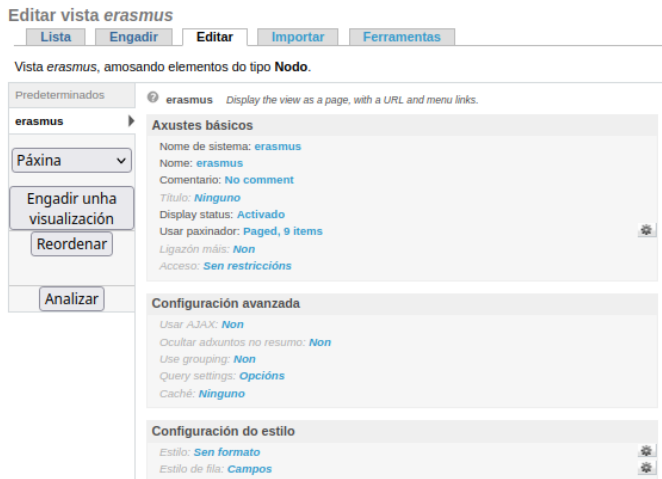 Editar vista erasmus
Lista Engadir Editar Importar Ferramentas
Vista erasmus, amosando elementos do tipo Nodo.
Predeterminados
erasmus
Páxina
Engadir unha
visualización
Reordenar
Analizar
erasmus Display the view as a page, with a URL and menu links.
Axustes básicos
Nome de sistema: erasmus
Nome: erasmus
Comentario: No comment
Título: Ninguno
Display status: Activado
Usar paxinador: Paged, 9 items
Ligazón máis: Non
Acceso: Sen restriccións
Configuración avanzada
Usar AJAX: Non
Ocultar adxuntos no resumo: Non
Use grouping: Non
Query settings: Opcións
Caché: Ninguno
Configuración do estilo
Estilo: Sen formato
Estilo de fila: Campos